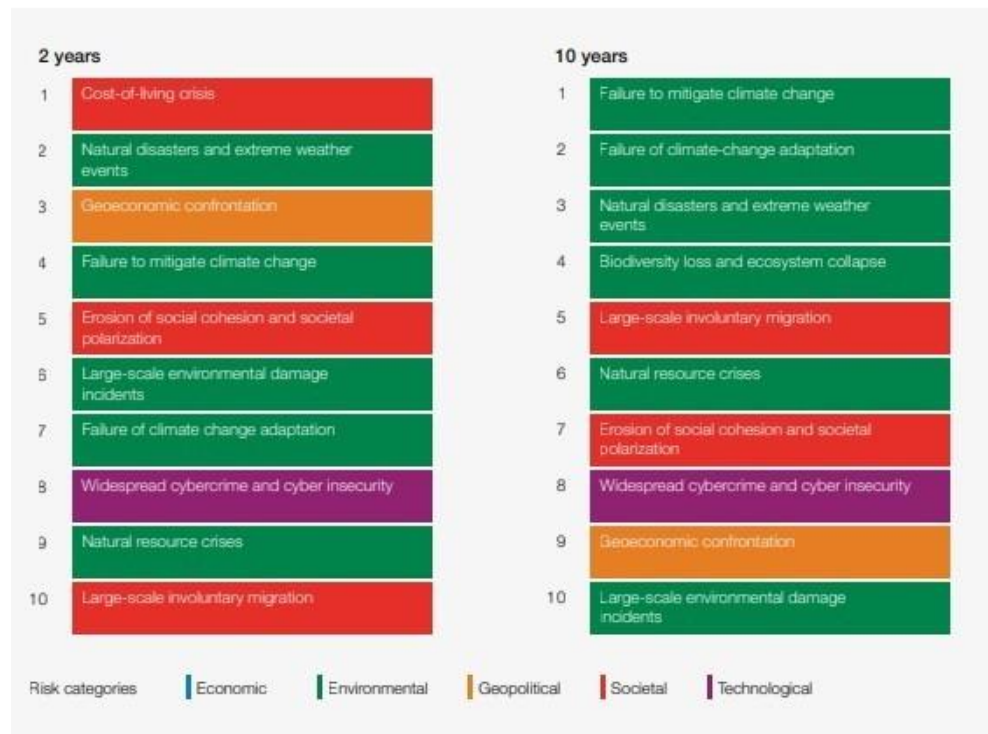 2 years
1 Cost-of-living crisis
2 Natural disasters and extreme weather
events
3 Geoeconomic confrontation
4 Failure to mitigate climate change
5 Erosion of social cohesion and societal
polarization
6 Large-scale environmental damage
incidents
7 Failure of climate change adaptation
8 Widespread cybercrime and cyber insecurity
9 Natural resource crises
10 Large-scale involuntary migration
10 years
1 Failure to mitigate climate change
2 Failure of climate-change adaptation
3 Natural disasters and extreme weather
events
4 Biodiversity loss and ecosystem collapse
5 Large-scale involuntary migration
6 Natural resource crises
7 Erosion of social cohesion and societal
polarization
8 Widespread cybercrime and cyber insecurity
9 Geoeconomic confrontation
10 Large-scale environmental damage
incidents
Risk categories Economic Environmental Geopolitical Societal Technological